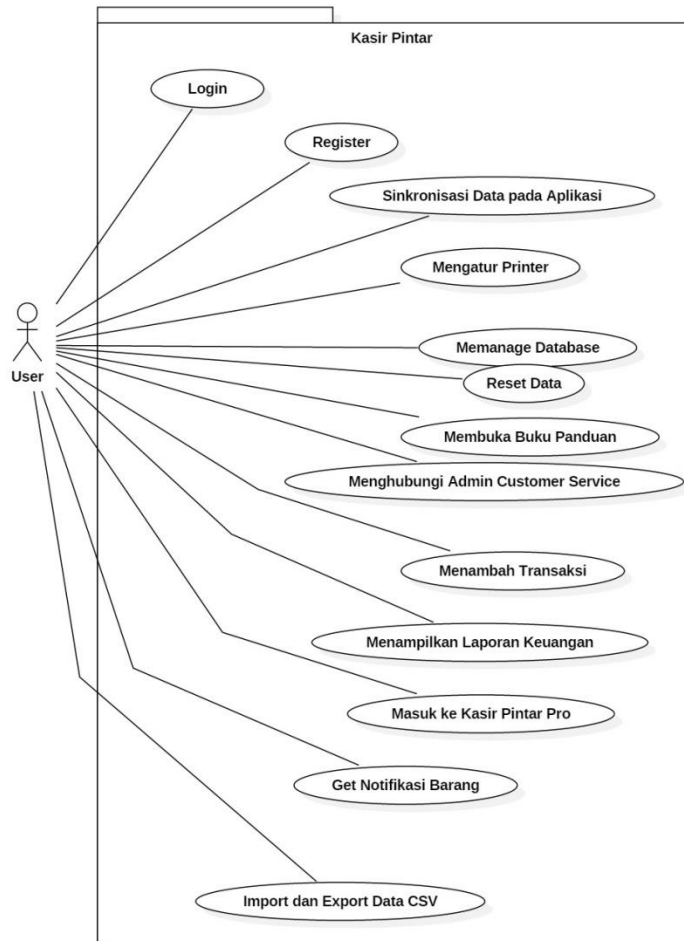 Kasir Pintar
Login
Register
Sinkronisasi Data pada Aplikasi
Mengatur Printer
User
Memanage Database
Reset Data
Membuka Buku Panduan
Menghubungi Admin Customer Service
Menambah Transaksi
Menampilkan Laporan Keuangan
Masuk ke Kasir Pintar Pro
Get Notifikasi Barang
Import dan Export Data CSV